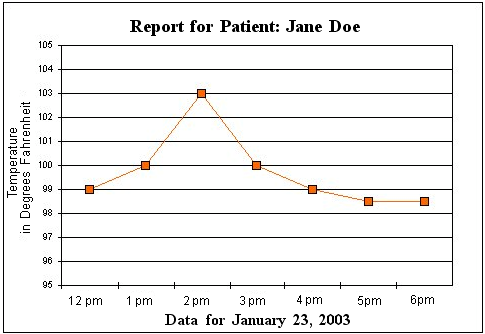 Report for Patient: Jane Doe
Temperature
in Degrees Fahrenheit
105
104
103
102
101
100
99
98
97
96
95
12 pm 1 pm 2 pm 3 pm 4 pm 5pm 6pm
Data for January 23, 2003